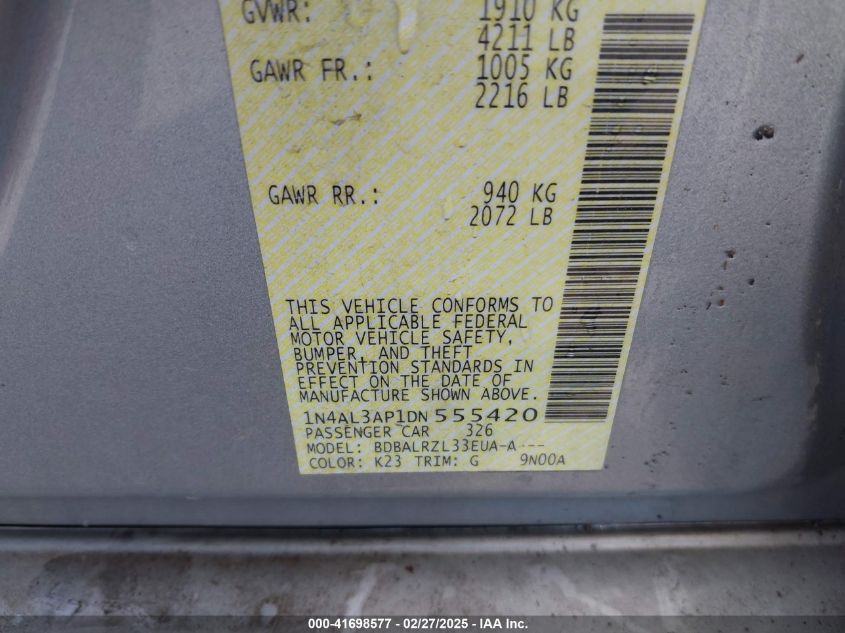 GVWR: 1910 KG
4211 LB
GAWR FR.: 1005 KG
2216 LB
GAWR RR.: 940 KG
2072 LB
THIS VEHICLE CONFORMS TO
ALL APPLICABLE FEDERAL
MOTOR VEHICLE SAFETY,
BUMPER, AND THEFT
PREVENTION STANDARDS IN
EFFECT ON THE DATE OF
MANUFACTURE SHOWN ABOVE.
1N4AL3AP1DN 555420
PASSENGER CAR 326
MODEL: BDBALRZL33EUA-A---
COLOR: K23 TRIM: G 9N00A
000-41698577 - 02/27/2025 - IAA Inc.